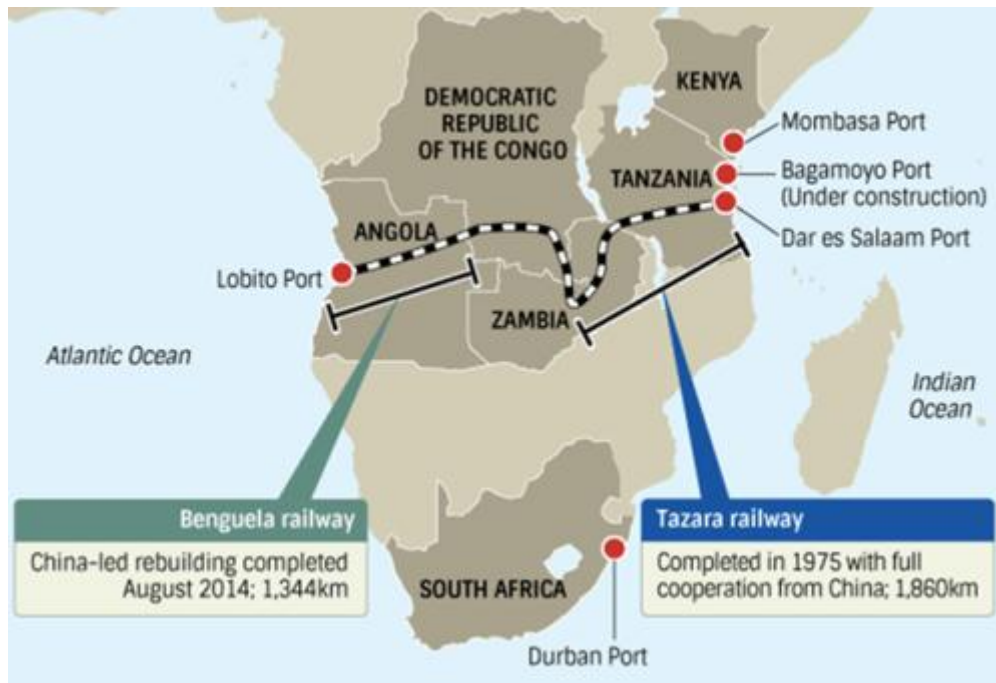 KENYA
DEMOCRATIC
REPUBLIC
OF THE CONGO
Mombasa Port
TANZANIA
Bagamoyo Port
(Under construction)
ANGOLA
Dar es Salaam Port
Lobito Port
ZAMBIA
Atlantic Ocean
Indian
Ocean
Benguela railway
China-led rebuilding completed
August 2014; 1,344km
Tazara railway
Completed in 1975 with full
cooperation from China; 1,860km
SOUTH AFRICA
Durban Port